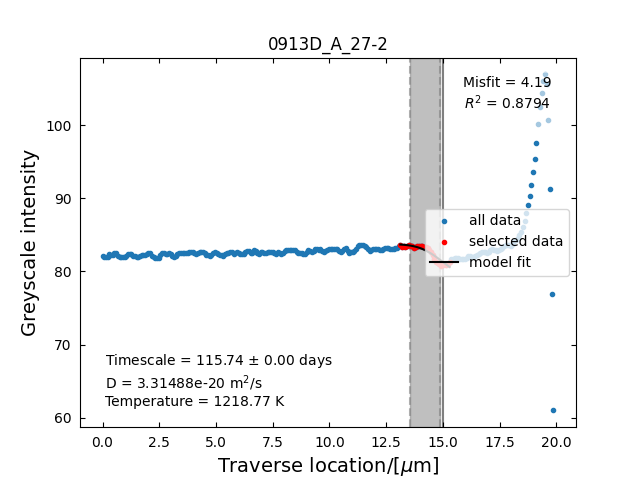 0913D_A_27-2
Misfit = 4.19
R² = 0.8794
Greyscale intensity
100
90
80
70
60
all data
selected data
model fit
Timescale = 115.74 ± 0.00 days
D = 3.31488e-20 m²/s
Temperature = 1218.77 K
0.0 2.5 5.0 7.5 10.0 12.5 15.0 17.5 20.0
Traverse location/[μm]